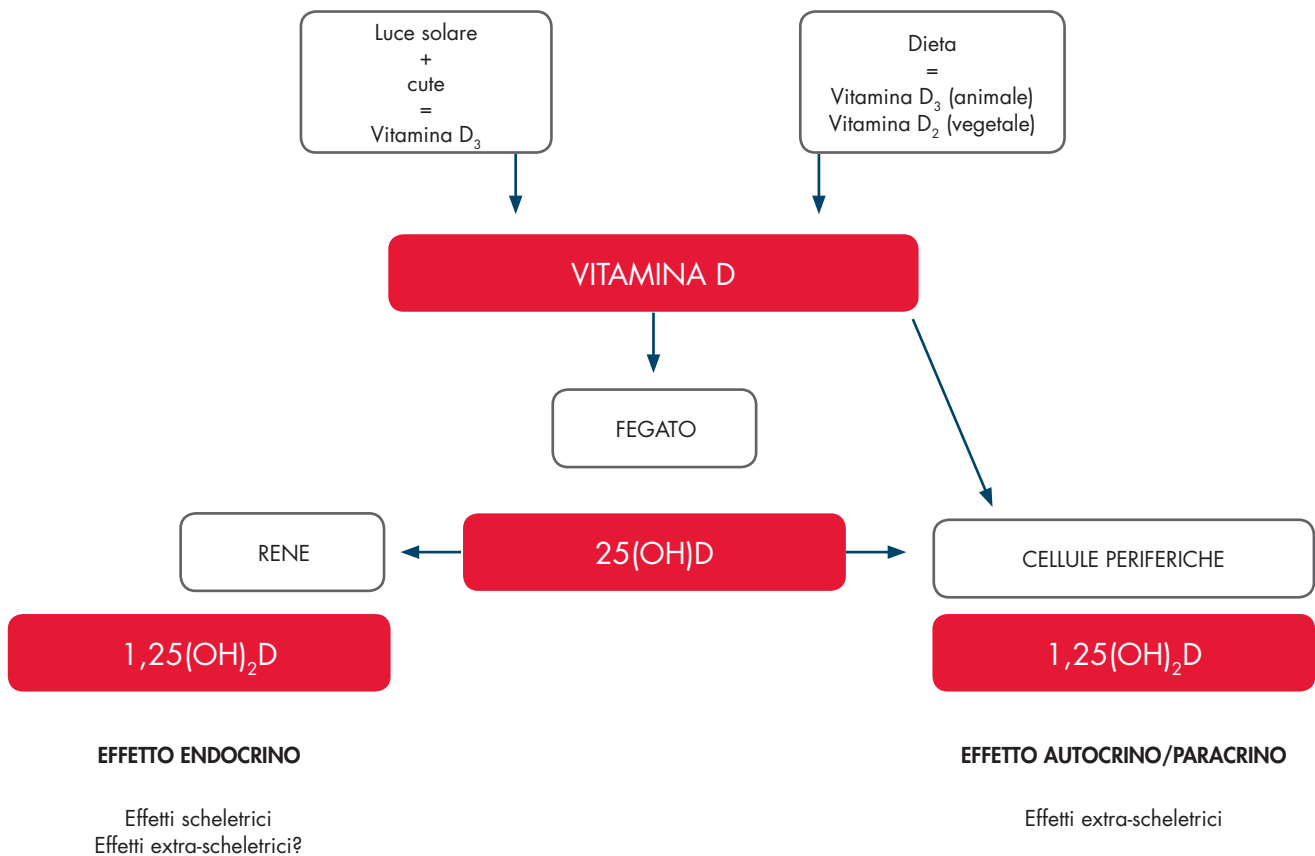 Luce solare
+
cute
=
Vitamina D₃
Dieta
=
Vitamina D₃ (animale)
Vitamina D₂ (vegetale)
VITAMINA D
FEGATO
RENE
25(OH)D
CELLULE PERIFERICHE
1,25(OH)₂D
1,25(OH)₂D
EFFETTO ENDOCRINO
EFFETTO AUTOCRINO/PARACRINO
Effetti scheletrici
Effetti extra-scheletrici?
Effetti extra-scheletrici